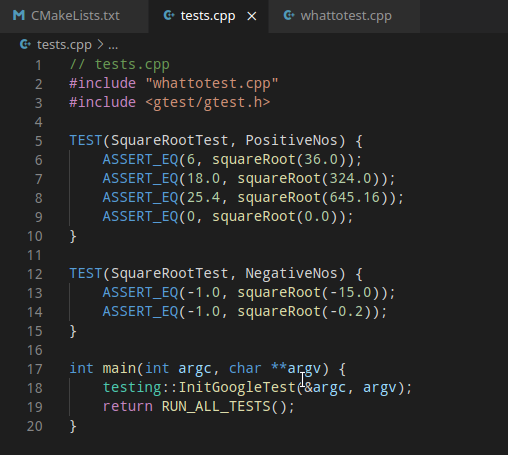 CMakeLists.txt tests.cpp whattotest.cpp
tests.cpp > ...
1 // tests.cpp
2 #include "whattotest.cpp"
3 #include <gtest/gtest.h>
4
5 TEST(SquareRootTest, PositiveNos) {
6     ASSERT_EQ(6, squareRoot(36.0));
7     ASSERT_EQ(18.0, squareRoot(324.0));
8     ASSERT_EQ(25.4, squareRoot(645.16));
9     ASSERT_EQ(0, squareRoot(0.0));
10 }
11
12 TEST(SquareRootTest, NegativeNos) {
13     ASSERT_EQ(-1.0, squareRoot(-15.0));
14     ASSERT_EQ(-1.0, squareRoot(-0.2));
15 }
16
17 int main(int argc, char **argv) {
18     testing::InitGoogleTest(&argc, argv);
19     return RUN_ALL_TESTS();
20 }